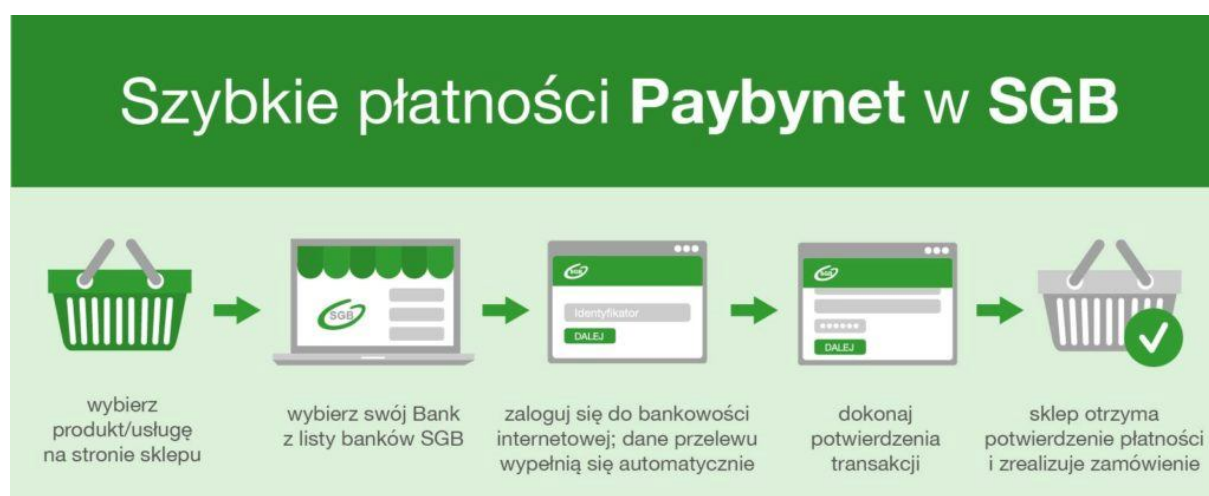 Szybkie płatności Paybynet w SGB
SGB
SGB
Identyfikator
DALEJ
SGB
DALEJ
wybierz
produkt/usługę
na stronie sklepu
wybierz swój Bank
z listy banków SGB
zaloguj się do bankowości
internetowej; dane przelewu
wypełnią się automatycznie
dokonaj
potwierdzenia
transakcji
sklep otrzyma
potwierdzenie płatności
i zrealizuje zamówienie